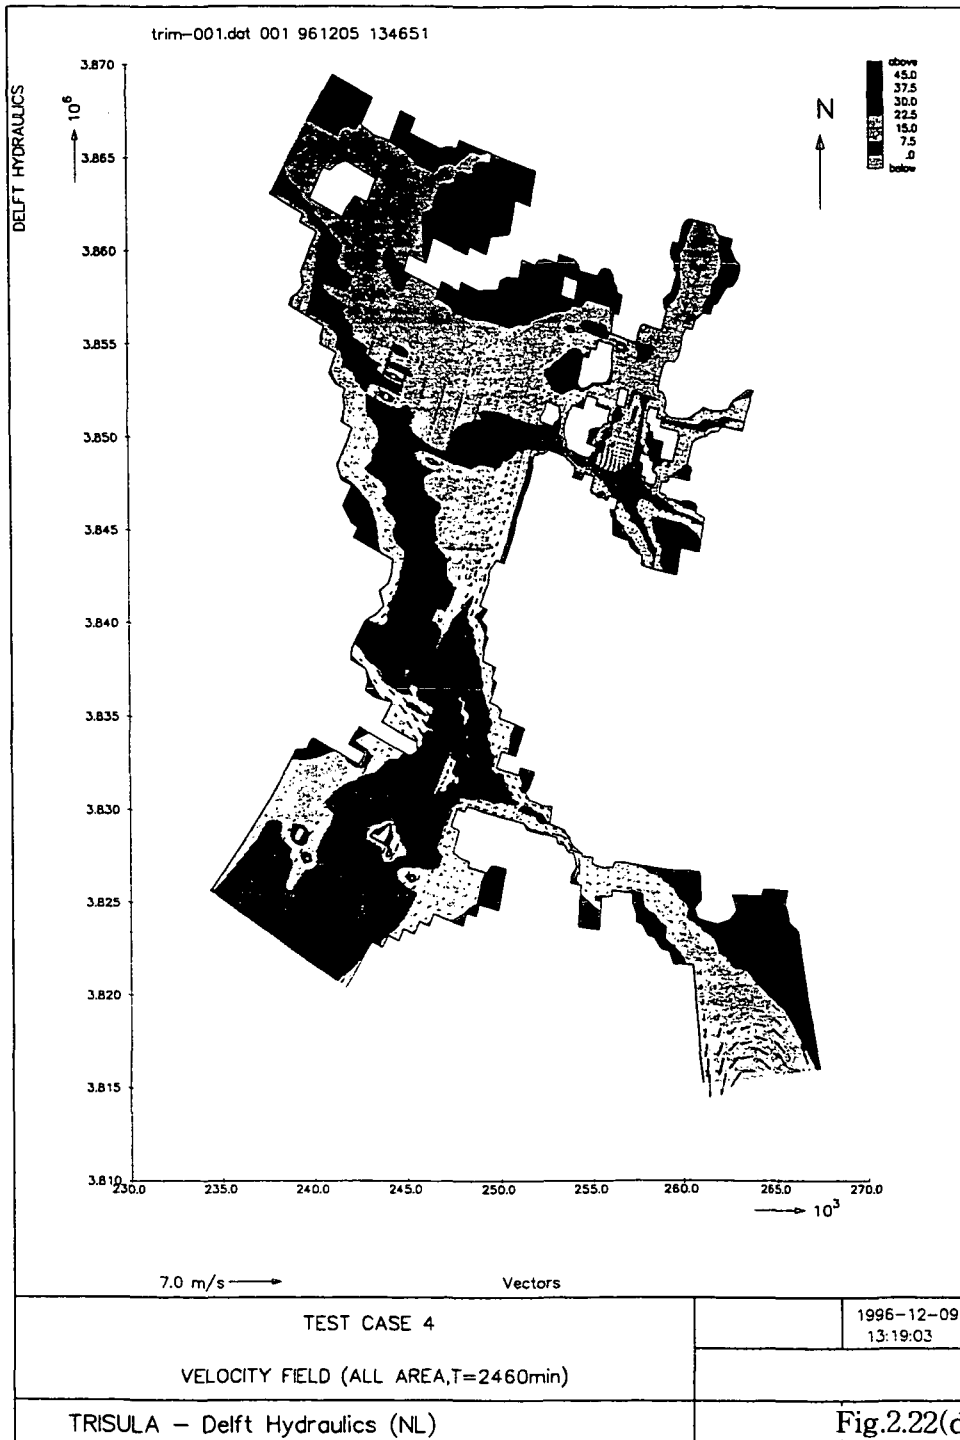 trim-001.dat 001 961205 134651
DELFT HYDRAULICS
10⁶
N
above
45.0
37.5
30.0
22.5
15.0
7.5
.0
below
3.870
3.865
3.860
3.855
3.850
3.845
3.840
3.835
3.830
3.825
3.820
3.815
3.810
230.0 235.0 240.0 245.0 250.0 255.0 260.0 265.0 270.0
10³
7.0 m/s Vectors
TEST CASE 4
1996-12-09
13:19:03
VELOCITY FIELD (ALL AREA,T=2460min)
TRISULA – Delft Hydraulics (NL)
Fig.2.22(d